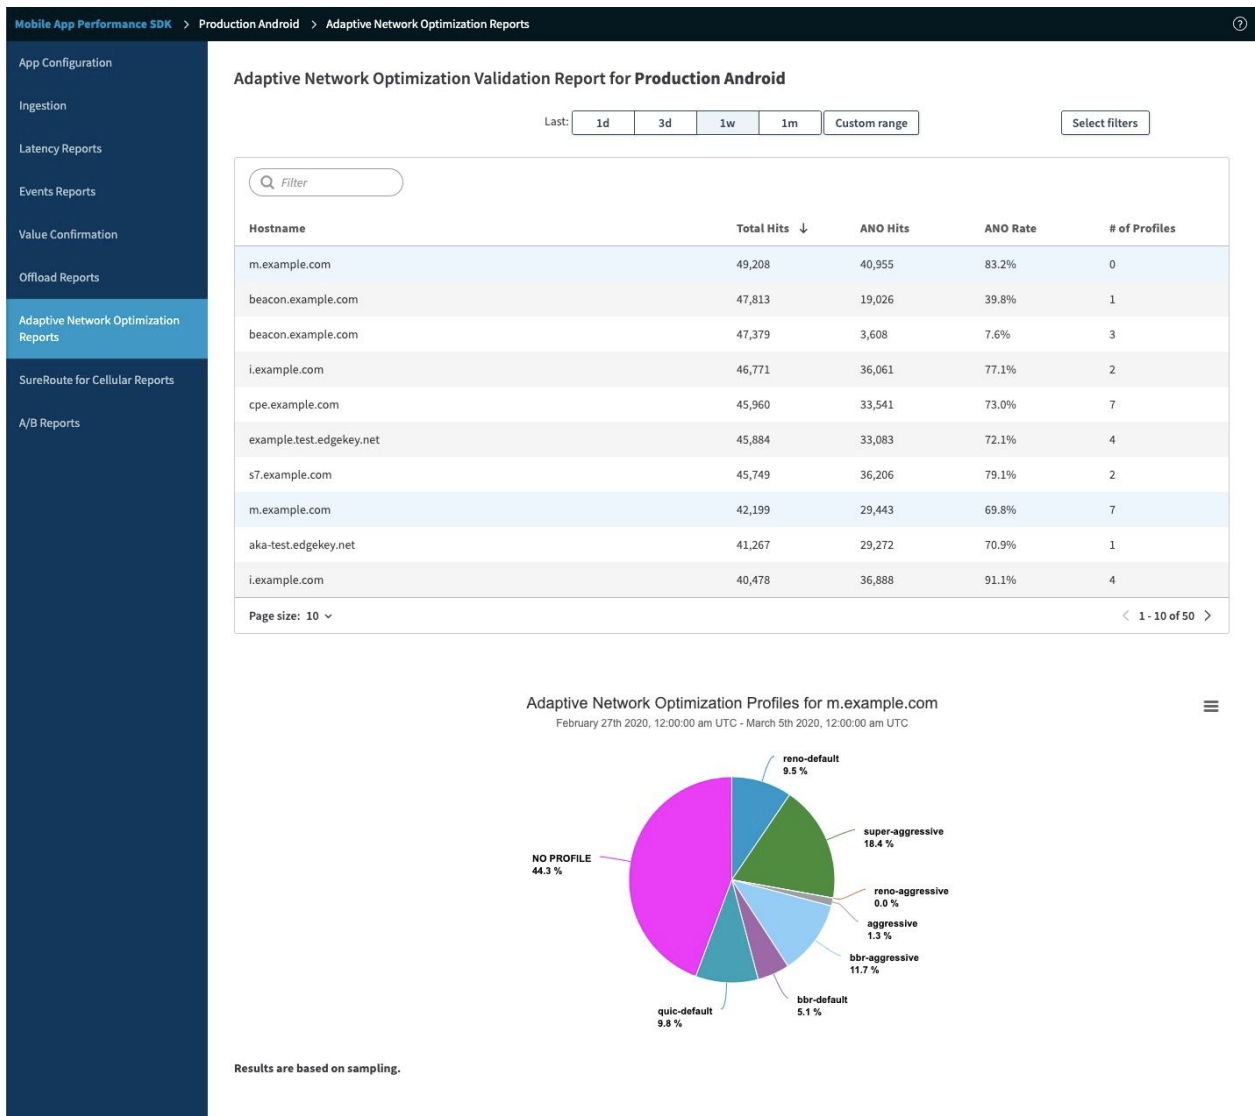 Mobile App Performance SDK > Production Android > Adaptive Network Optimization Reports
App Configuration
Ingestion
Latency Reports
Events Reports
Value Confirmation
Offload Reports
Adaptive Network Optimization
Reports
SureRoute for Cellular Reports
A/B Reports
Adaptive Network Optimization Validation Report for Production Android
Last: 1d 3d 1w 1m Custom range Select filters
Filter
Hostname Total Hits ↓ ANO Hits ANO Rate # of Profiles
m.example.com 49,208 40,955 83.2% 0
beacon.example.com 47,813 19,026 39.8% 1
beacon.example.com 47,379 3,608 7.6% 3
i.example.com 46,771 36,061 77.1% 2
cpe.example.com 45,960 33,541 73.0% 7
example.test.edgekey.net 45,884 33,083 72.1% 4
s7.example.com 45,749 36,206 79.1% 2
m.example.com 42,199 29,443 69.8% 7
aka-test.edgekey.net 41,267 29,272 70.9% 1
i.example.com 40,478 36,888 91.1% 4
Page size: 10 1 - 10 of 50
Adaptive Network Optimization Profiles for m.example.com
February 27th 2020, 12:00:00 am UTC - March 5th 2020, 12:00:00 am UTC
reno-default
9.5 %
super-aggressive
18.4 %
reno-aggressive
0.0 %
aggressive
1.3 %
bbr-aggressive
11.7 %
bbr-default
5.1 %
quic-default
9.8 %
NO PROFILE
44.3 %
Results are based on sampling.